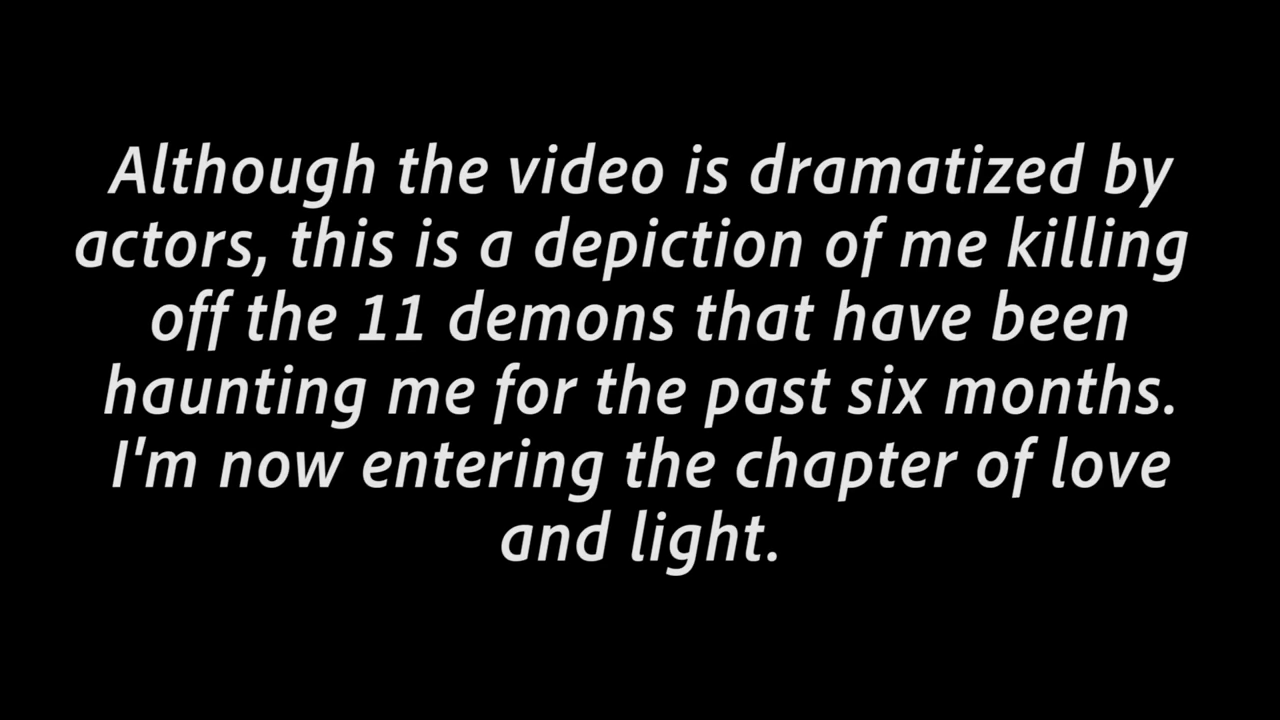 Although the video is dramatized by
actors, this is a depiction of me killing
off the 11 demons that have been
haunting me for the past six months.
I'm now entering the chapter of love
and light.